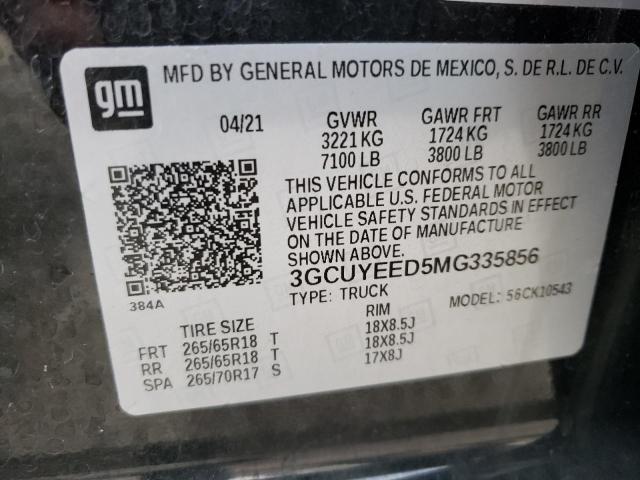 gm
MFD BY GENERAL MOTORS DE MEXICO, S. DE R.L. DE C.V.
04/21 GVWR GAWR FRT GAWR RR
3221 KG 1724 KG 1724 KG
7100 LB 3800 LB 3800 LB
THIS VEHICLE CONFORMS TO ALL
APPLICABLE U.S. FEDERAL MOTOR
VEHICLE SAFETY STANDARDS IN EFFECT
ON THE DATE OF MANUFACTURE
SHOWN ABOVE.
3GCUYEED5MG335856
384A
TYPE: TRUCK MODEL: 56CK10543
TIRE SIZE RIM
FRT 265/65R18 T 18X8.5J
RR 265/65R18 T 18X8.5J
SPA 265/70R17 S 17X8J